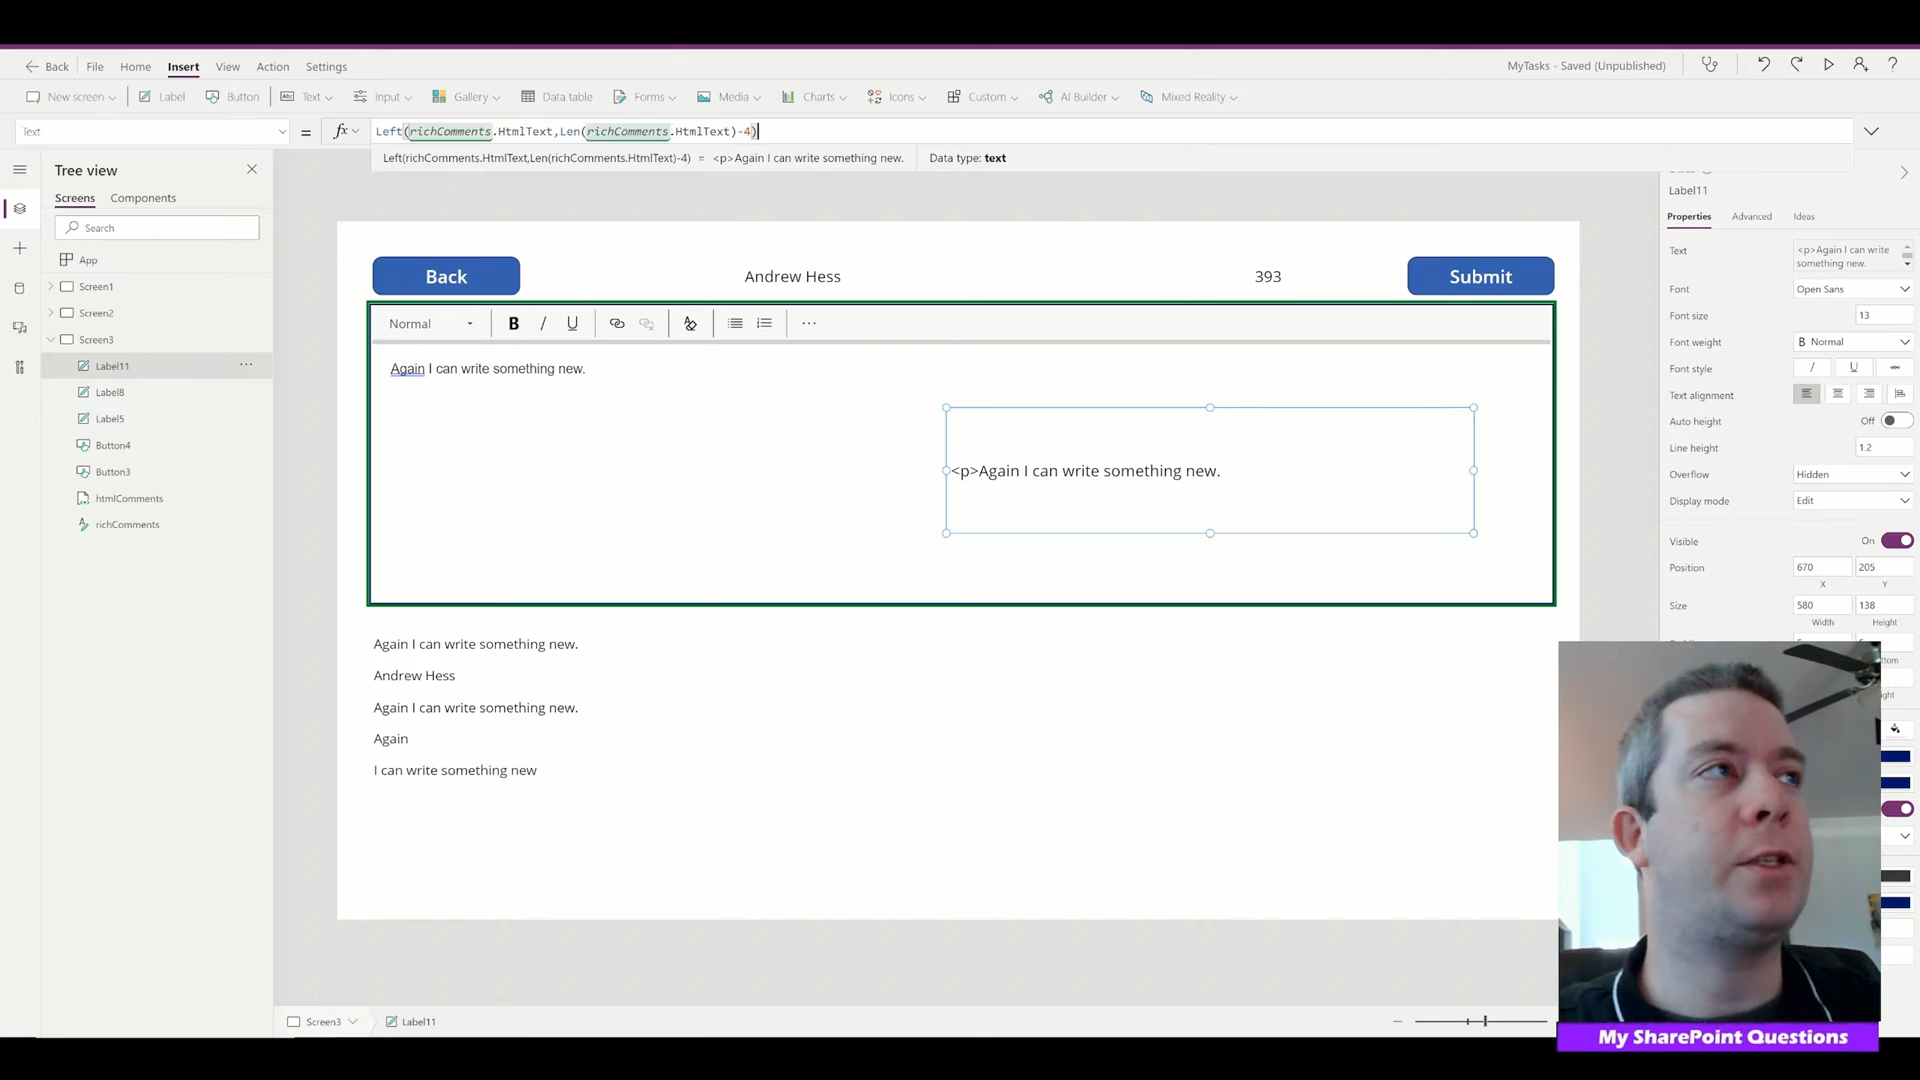 Back File Home Insert View Action Settings MyTasks - Saved (Unpublished) ?
New screen Label Button Text Input Gallery Data table Forms Media Charts Icons Custom AI Builder Mixed Reality
Text = fx Left(richComments.HtmlText,Len(richComments.HtmlText)-4)
Left(richComments.HtmlText,Len(richComments.HtmlText)-4) = <p>Again I can write something new. Data type: text
Tree view
Screens Components
Search
App
Screen1
Screen2
Screen3
Label11 ...
Label8
Label5
Button4
Button3
htmlComments
richComments
Back Andrew Hess 393 Submit
Normal B / U ...
Again I can write something new.
<p>Again I can write something new.
Again I can write something new.
Andrew Hess
Again I can write something new.
Again
I can write something new
Screen3 Label11
Label11
Properties Advanced Ideas
Text <p>Again I can write
something new.
Font Open Sans
Font size 13
Font weight B Normal
Font style / U abc
Text alignment
Auto height Off
Line height 1.2
Overflow Hidden
Display mode Edit
Visible On
Position 670 205
X Y
Size 580 138
Width Height
My SharePoint Questions